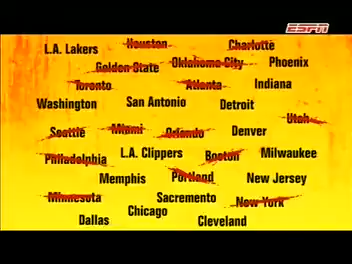 ESPN
L.A. Lakers Houston Charlotte
Golden State Oklahoma City Phoenix
Toronto Atlanta Indiana
Washington San Antonio Detroit
Utah
Seattle Miami Orlando Denver
Philadelphia L.A. Clippers Boston Milwaukee
Memphis Portland New Jersey
Minnesota Sacramento New York
Dallas Chicago Cleveland